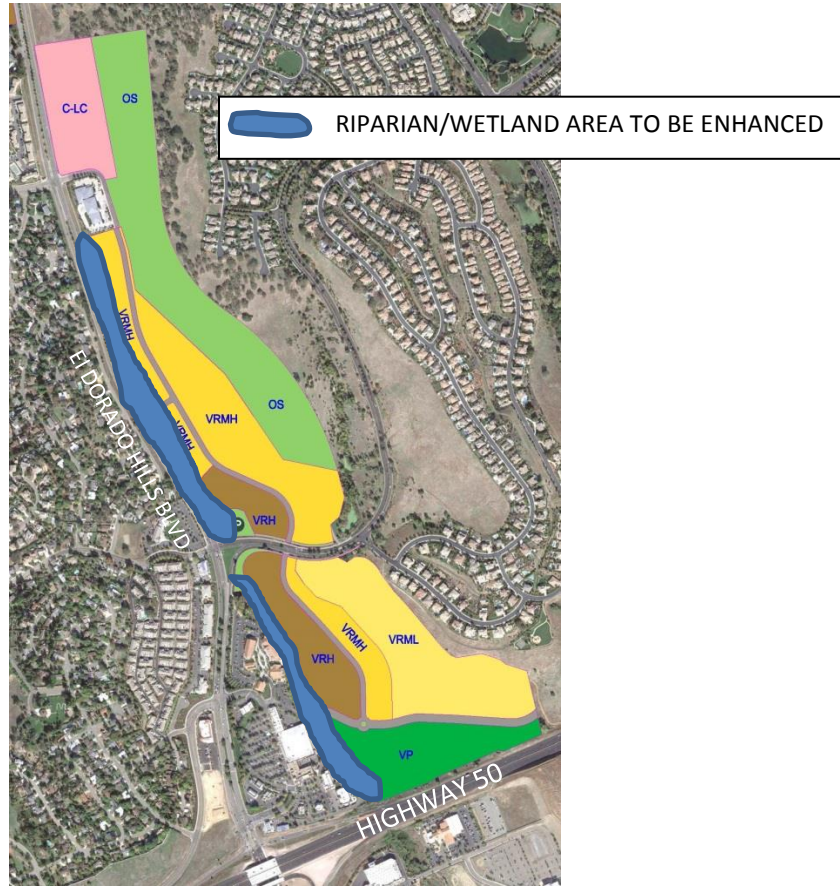 C-LC
OS
RIPARIAN/WETLAND AREA TO BE ENHANCED
VRMH
El DORADO HILLS BLVD
VRMH
VRMH
OS
VRH
VRMH
VRML
VRH
VP
HIGHWAY 50